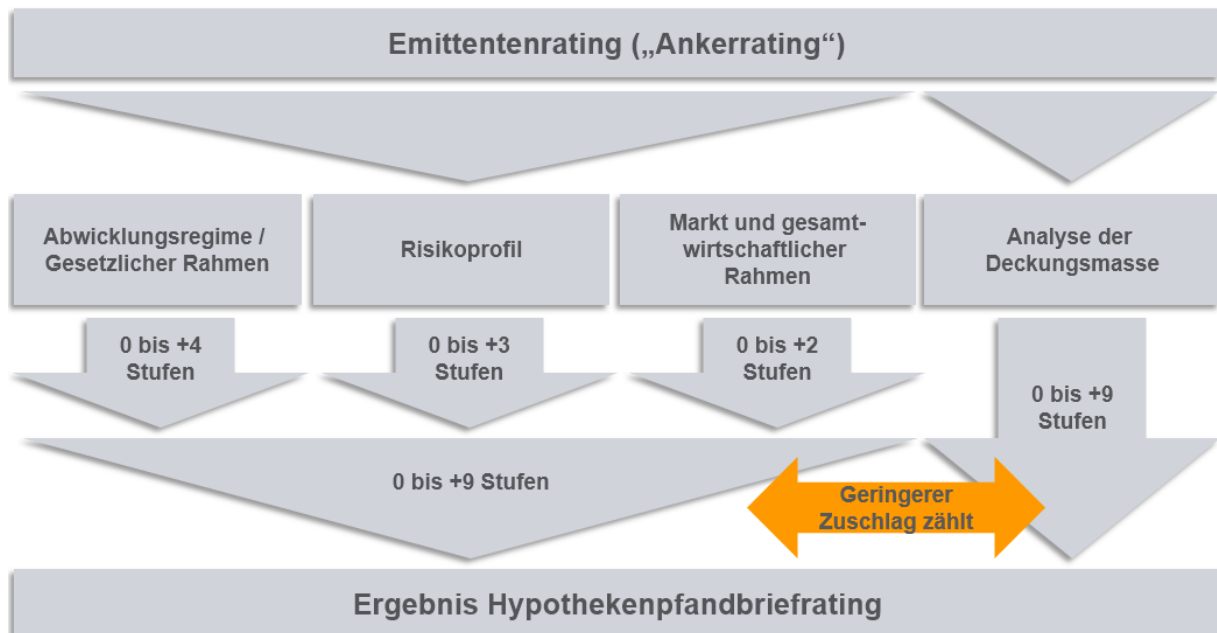 Emittentenrating („Ankerrating“)
Abwicklungsregime /
Gesetzlicher Rahmen
Risikoprofil
Markt und gesamt-
wirtschaftlicher
Rahmen
Analyse der
Deckungsmasse
0 bis +4
Stufen
0 bis +3
Stufen
0 bis +2
Stufen
0 bis +9
Stufen
0 bis +9 Stufen
Geringerer
Zuschlag zählt
Ergebnis Hypothekenpfandbriefrating